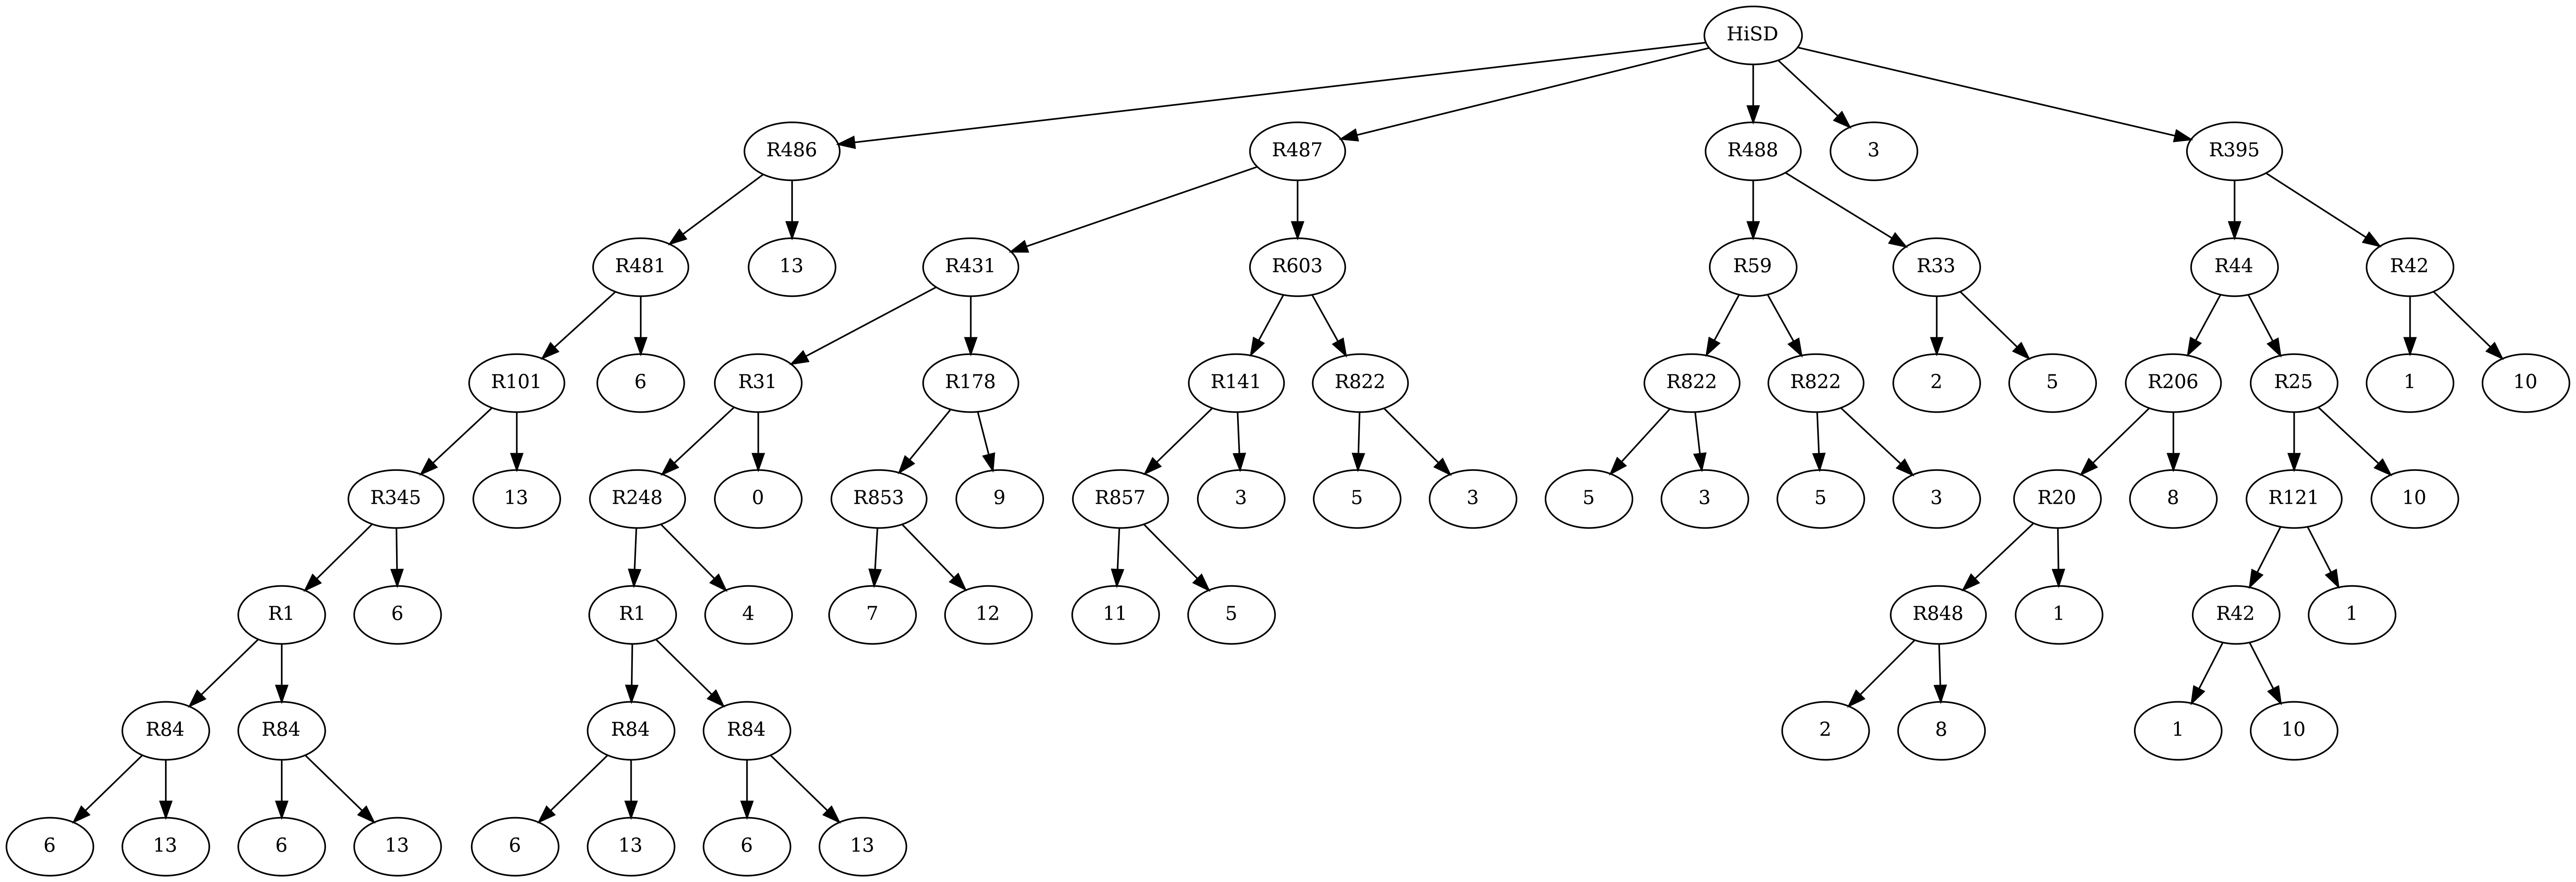 HiSD
R486 R487 R488 3 R395
R481 13 R431 R603 R59 R33 R44 R42
R101 6 R31 R178 R141 R822 R822 R822 2 5 R206 R25 1 10
R345 13 R248 0 R853 9 R857 3 5 3 5 3 5 3 R20 8 R121 10
R1 6 R1 4 7 12 11 5 R848 1 R42 1
R84 R84 R84 R84 2 8 1 10
6 13 6 13 6 13 6 13